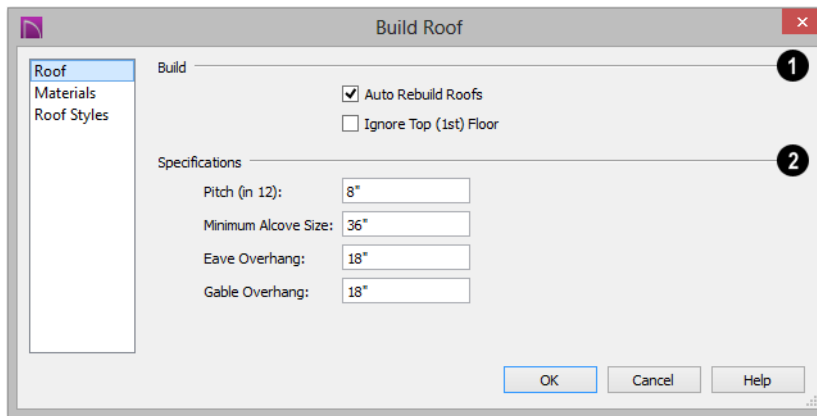 Build Roof
Roof
Materials
Roof Styles
Build
1
Auto Rebuild Roofs
Ignore Top (1st) Floor
Specifications
2
Pitch (in 12): 8"
Minimum Alcove Size: 36"
Eave Overhang: 18"
Gable Overhang: 18"
OK Cancel Help